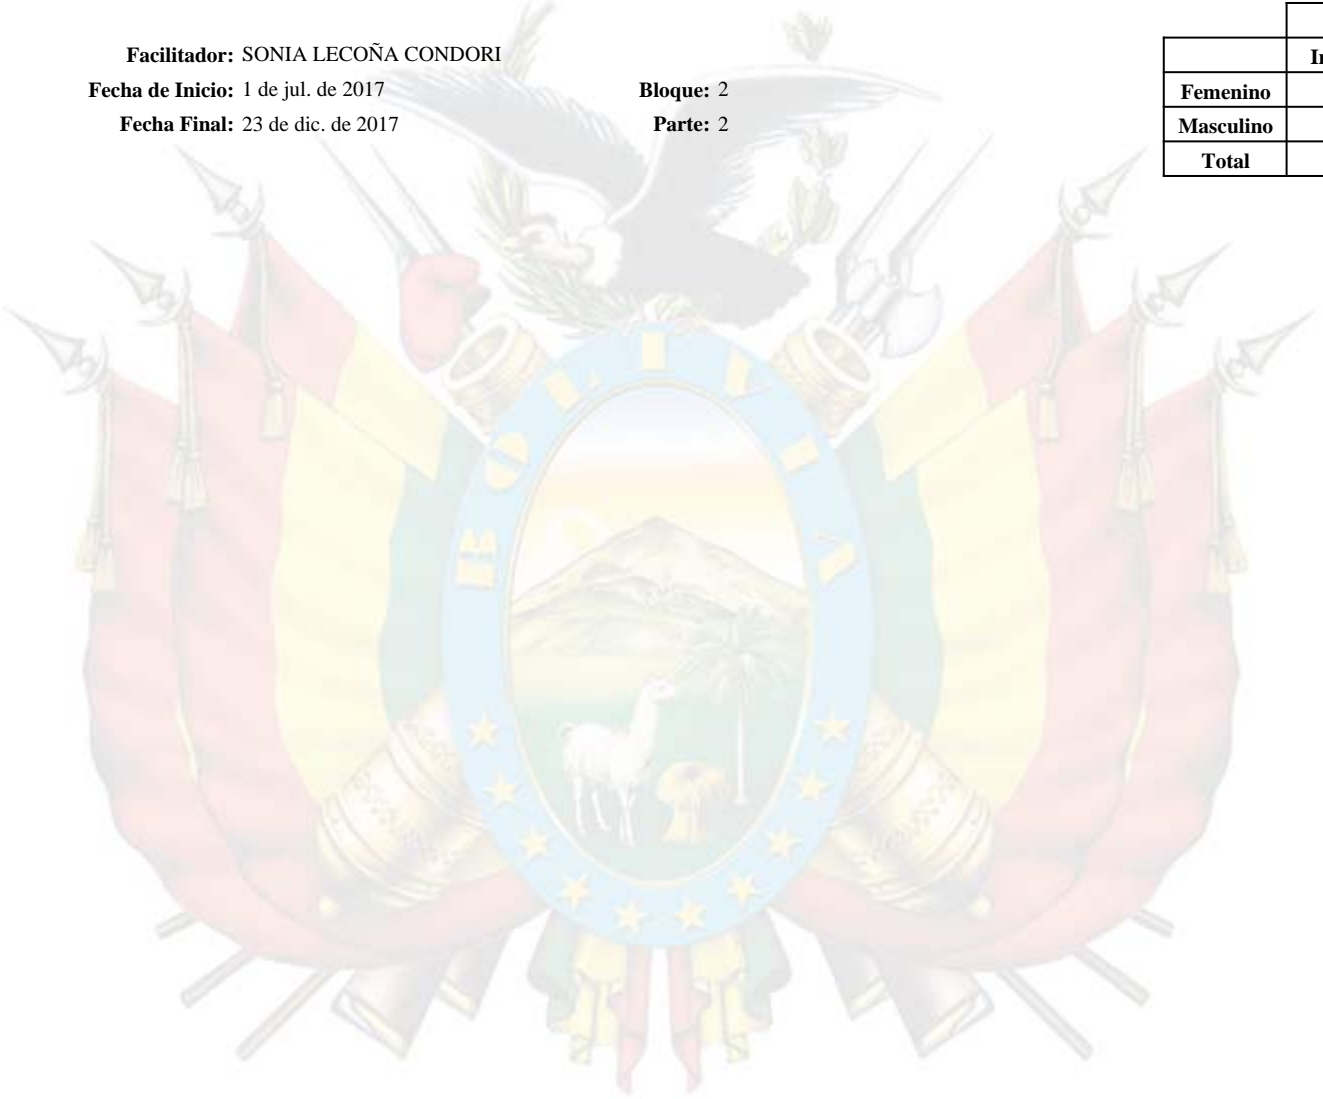 Facilitador: SONIA LECOÑA CONDORI
Fecha de Inicio: 1 de jul. de 2017 Bloque: 2
Fecha Final: 23 de dic. de 2017 Parte: 2
Femenino
Masculino
Total
BOLIVIA